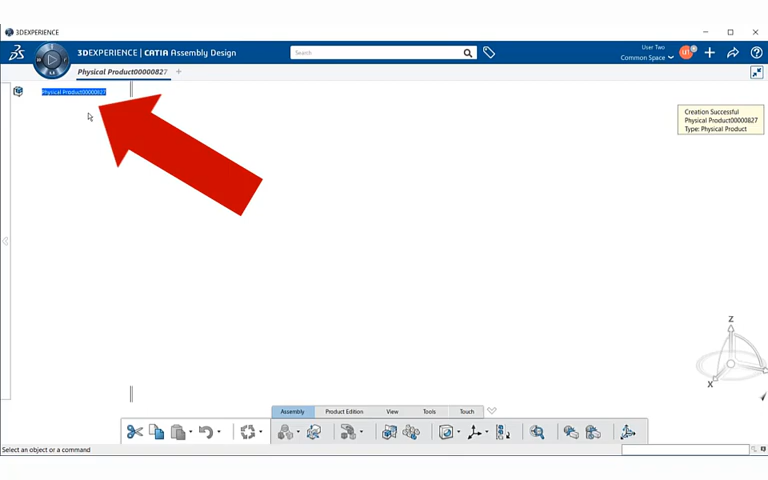 3DEXPERIENCE
3DEXPERIENCE | CATIA Assembly Design
Search
User Two
Common Space
Physical Product00000827
+
Physical Product00000827
Creation Successful
Physical Product00000827
Type: Physical Product
Z
X
Assembly
Product Edition
View
Tools
Touch
Select an object or a command